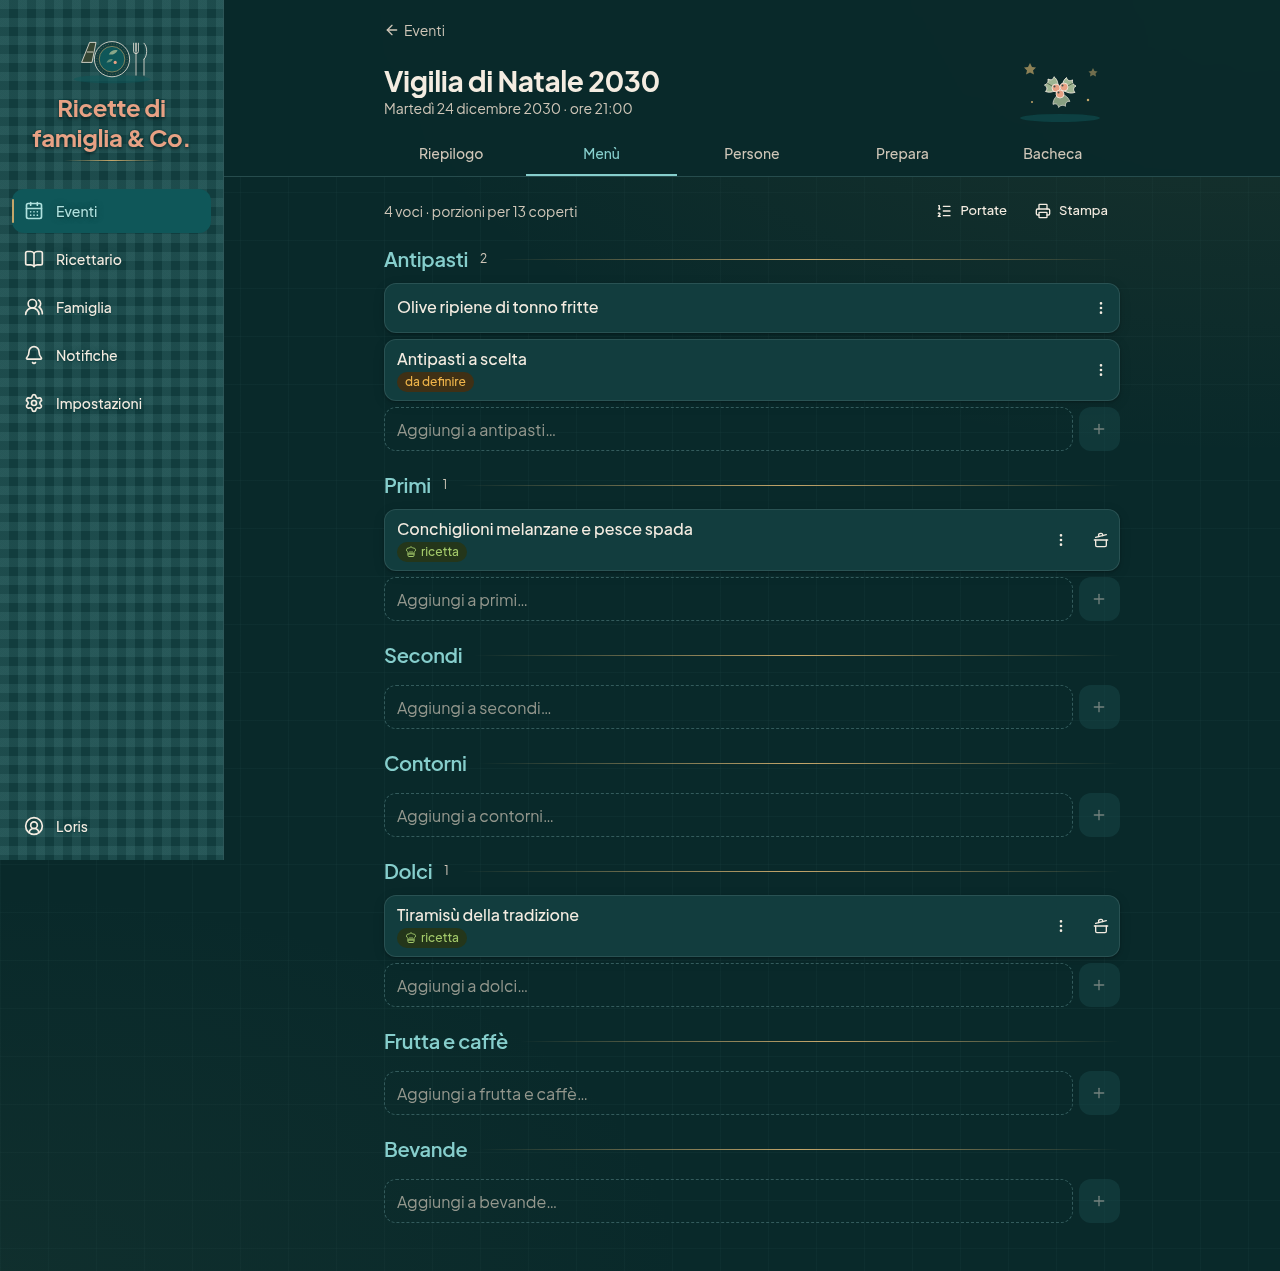 Ricette di
famiglia & Co.
Eventi
Ricettario
Famiglia
Notifiche
Impostazioni
Loris
Eventi
Vigilia di Natale 2030
Martedì 24 dicembre 2030 · ore 21:00
Riepilogo Menù Persone Prepara Bacheca
4 voci · porzioni per 13 coperti Portate Stampa
Antipasti 2
Olive ripiene di tonno fritte
Antipasti a scelta
da definire
Aggiungi a antipasti…
Primi 1
Conchiglioni melanzane e pesce spada
ricetta
Aggiungi a primi…
Secondi
Aggiungi a secondi…
Contorni
Aggiungi a contorni…
Dolci 1
Tiramisù della tradizione
ricetta
Aggiungi a dolci…
Frutta e caffè
Aggiungi a frutta e caffè…
Bevande
Aggiungi a bevande…